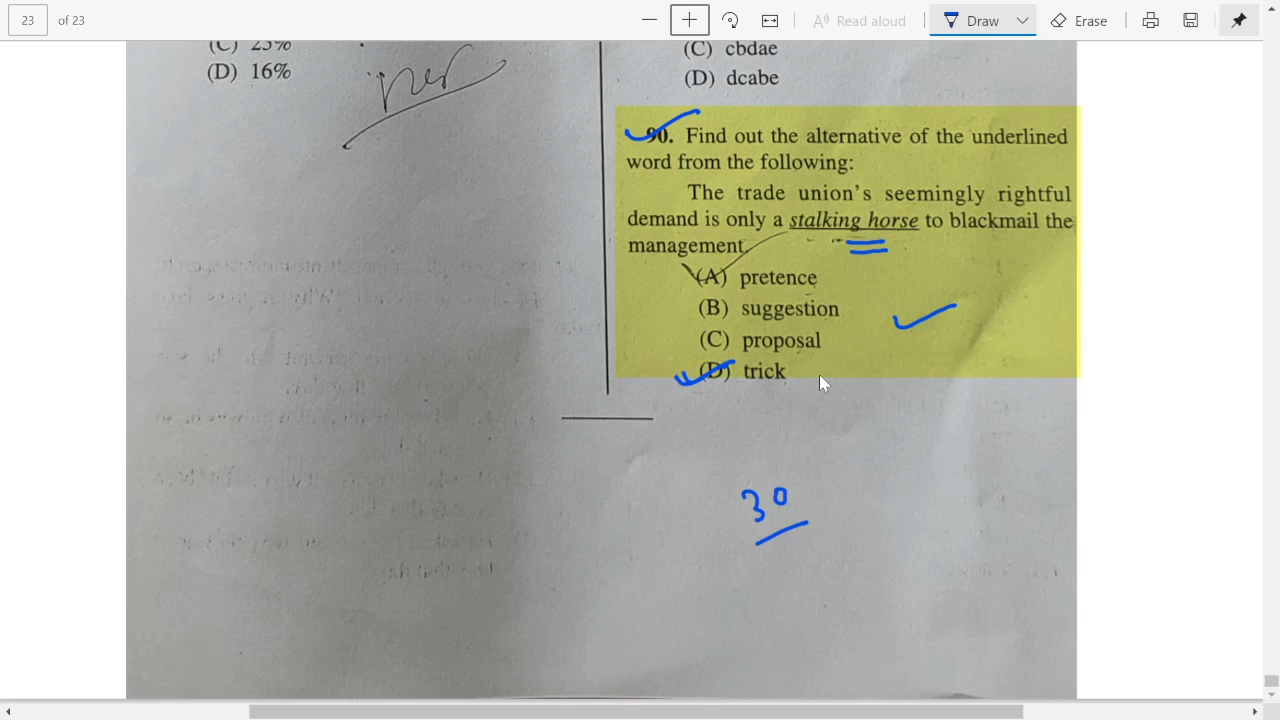 23 of 23
Read aloud
Draw
Erase
(C) 25%
(D) 16%
(C) cbdae
(D) dcabe
90. Find out the alternative of the underlined
word from the following:
The trade union's seemingly rightful
demand is only a stalking horse to blackmail the
management.
(A) pretence
(B) suggestion
(C) proposal
(D) trick
30